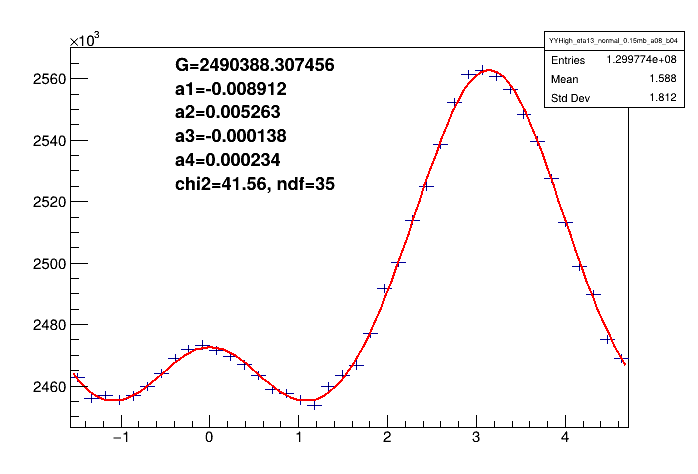 ×10³
YYHigh_eta13_normal_0.15mb_a08_b04
Entries 1.299774e+08
Mean 1.588
Std Dev 1.812
G=2490388.307456
a1=-0.008912
a2=0.005263
a3=-0.000138
a4=0.000234
chi2=41.56, ndf=35
2560
2540
2520
2500
2480
2460
−1 0 1 2 3 4